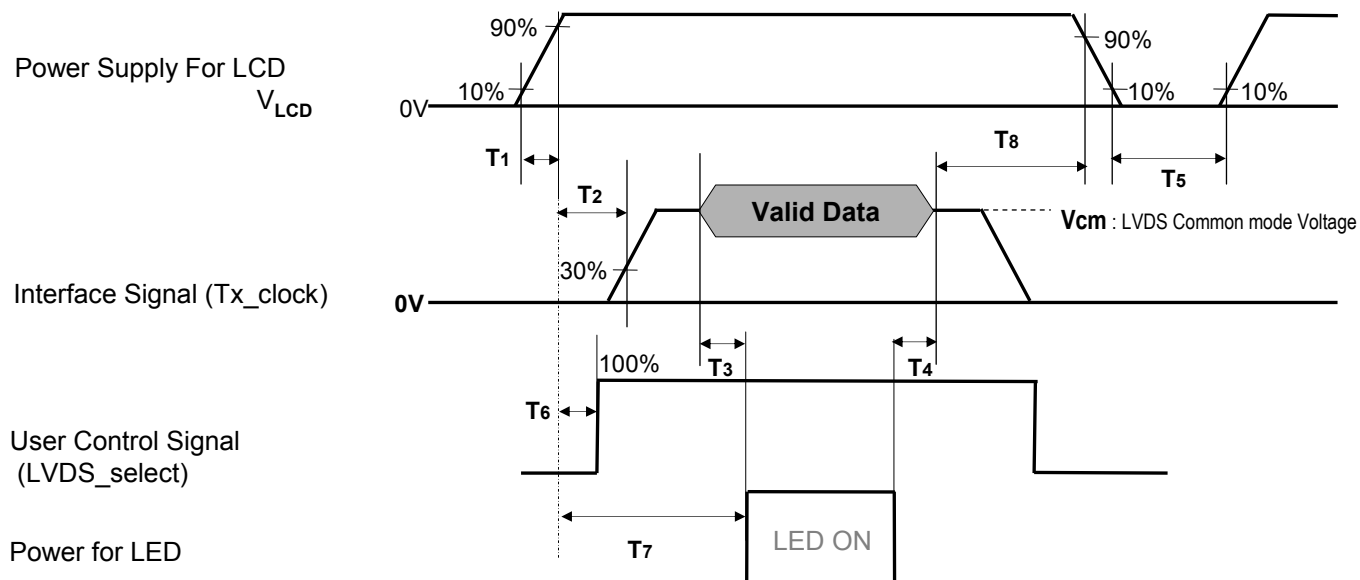 90%
90%
Power Supply For LCD
VLCD
10%
10%
10%
0V
T1
T8
T2
T5
Valid Data
Vcm : LVDS Common mode Voltage
30%
Interface Signal (Tx_clock)
0V
100%
T3
T4
T6
User Control Signal
(LVDS_select)
T7
LED ON
Power for LED